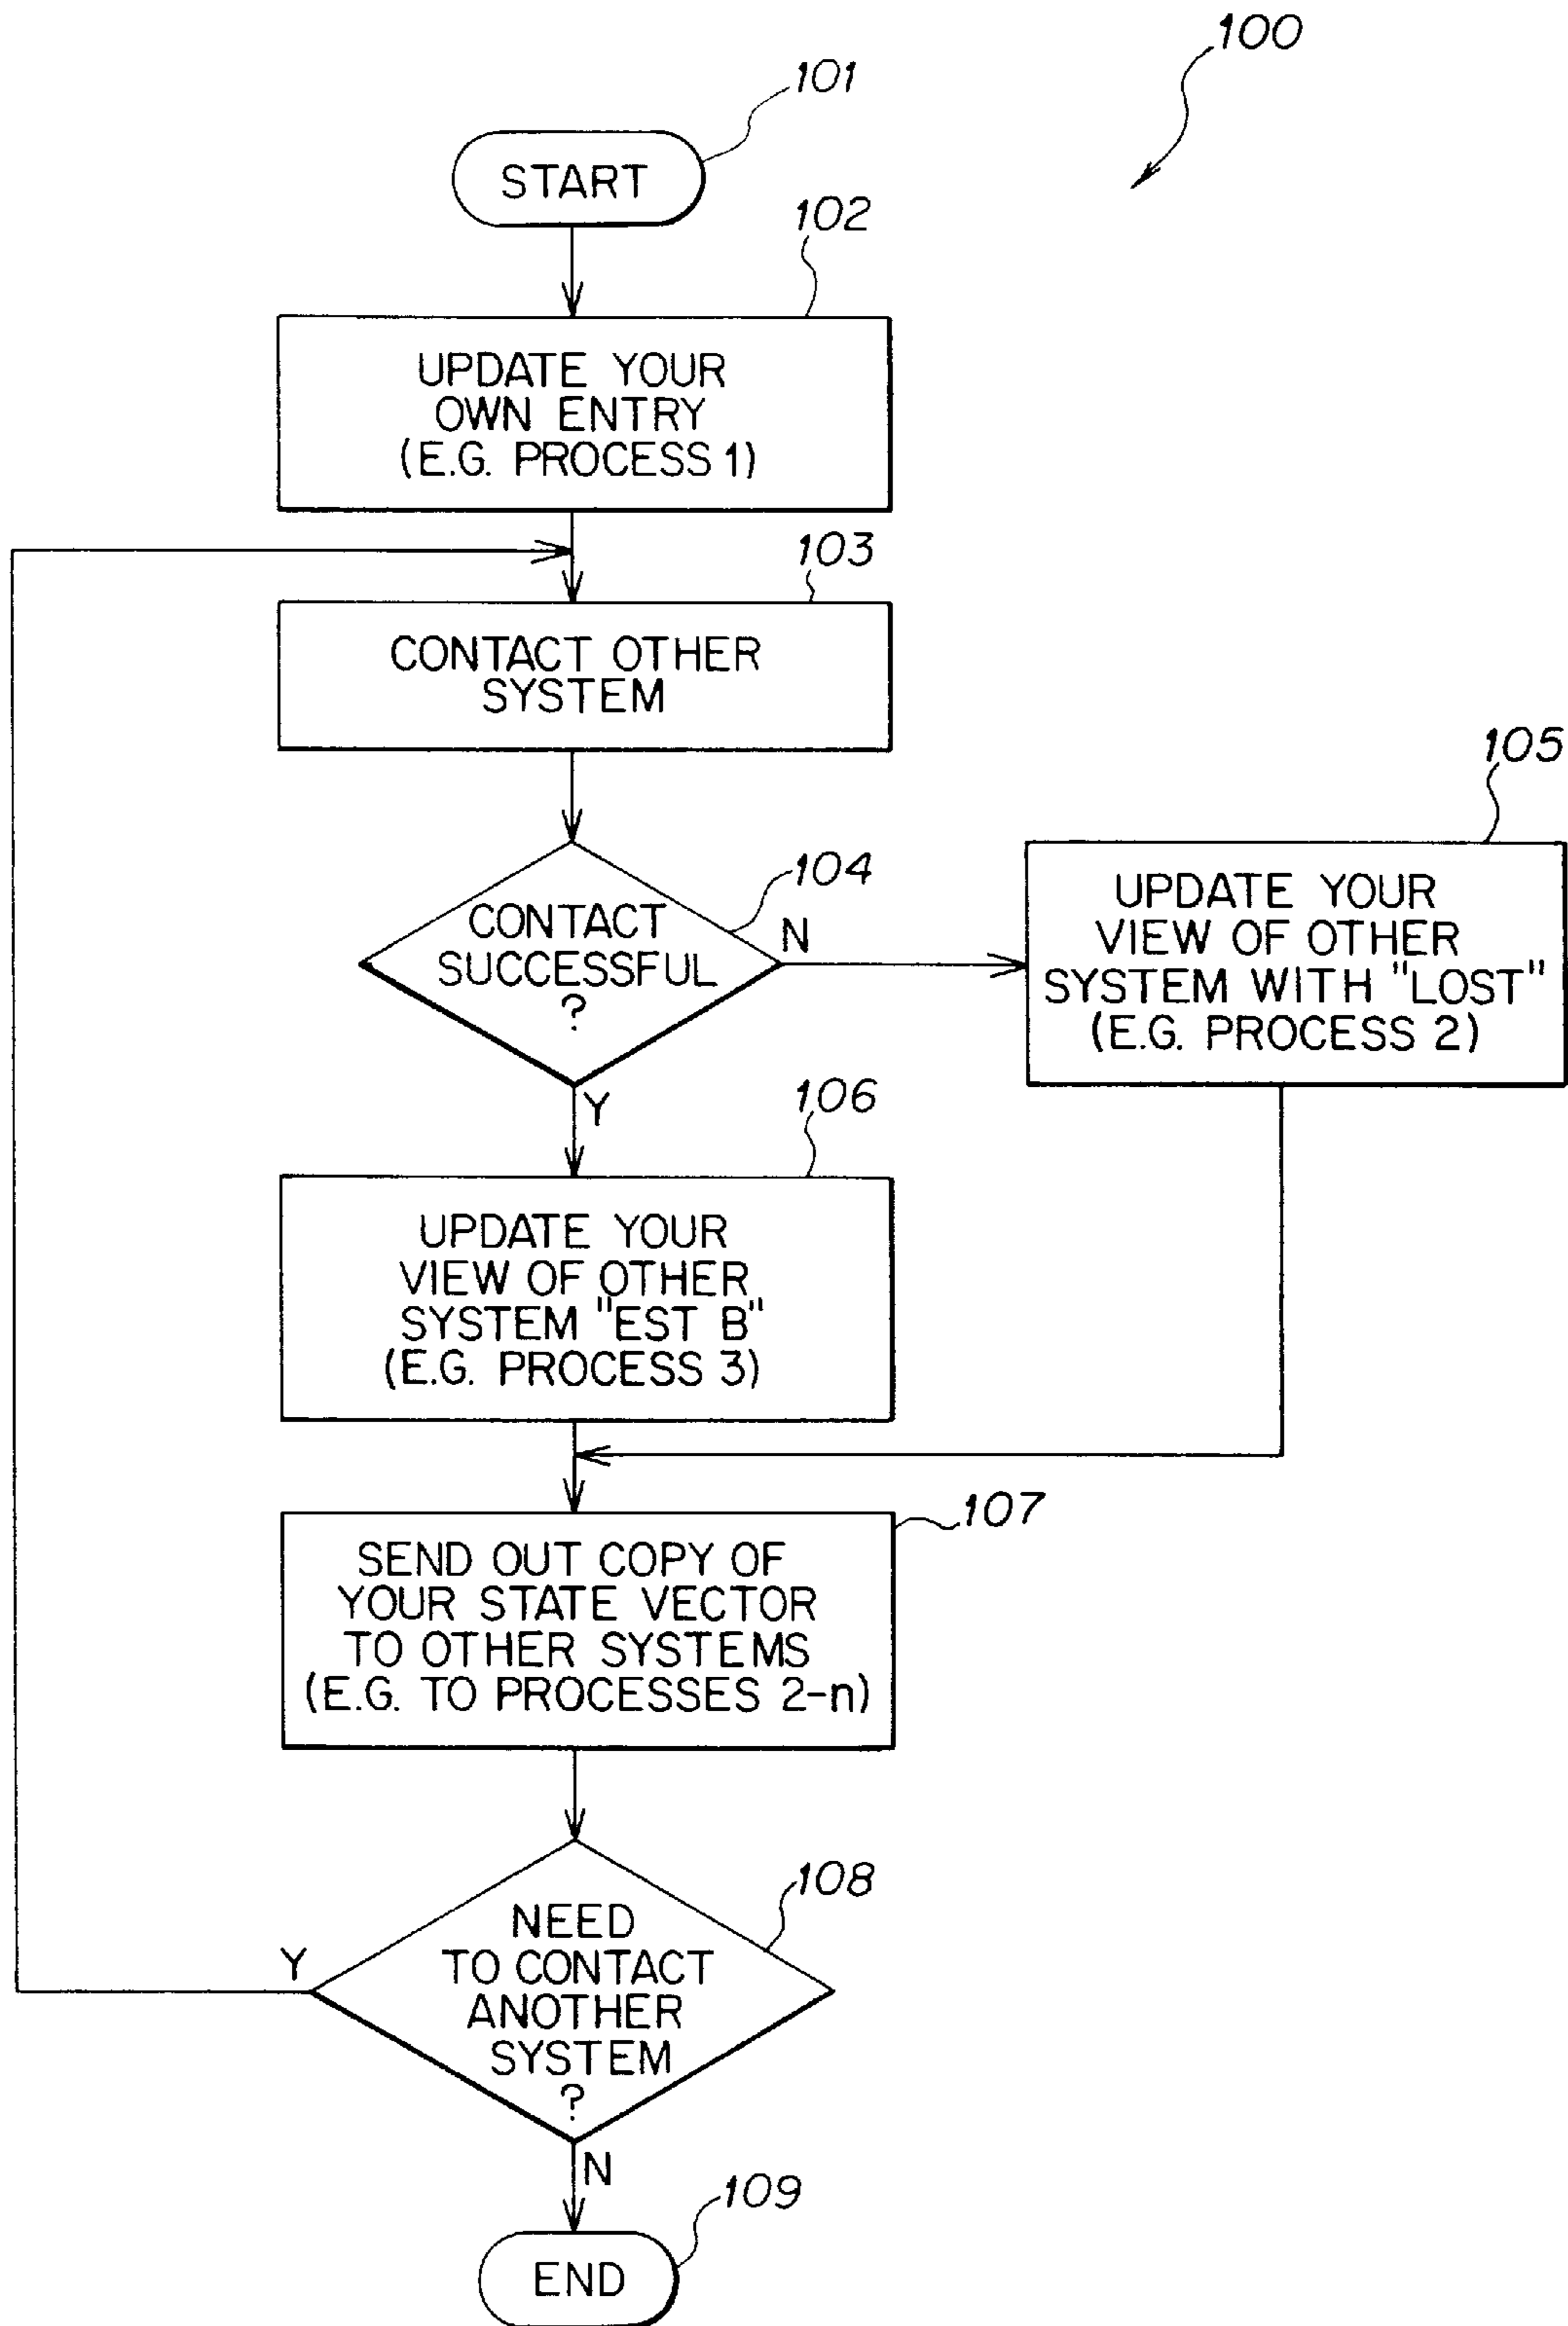 100
101
START
102
UPDATE YOUR
OWN ENTRY
(E.G. PROCESS 1)
103
CONTACT OTHER
SYSTEM
104
CONTACT
SUCCESSFUL
?
N
105
UPDATE YOUR
VIEW OF OTHER
SYSTEM WITH "LOST"
(E.G. PROCESS 2)
Y
106
UPDATE YOUR
VIEW OF OTHER
SYSTEM "EST B"
(E.G. PROCESS 3)
107
SEND OUT COPY OF
YOUR STATE VECTOR
TO OTHER SYSTEMS
(E.G. TO PROCESSES 2-n)
108
NEED
TO CONTACT
ANOTHER
SYSTEM
?
Y
N
109
END